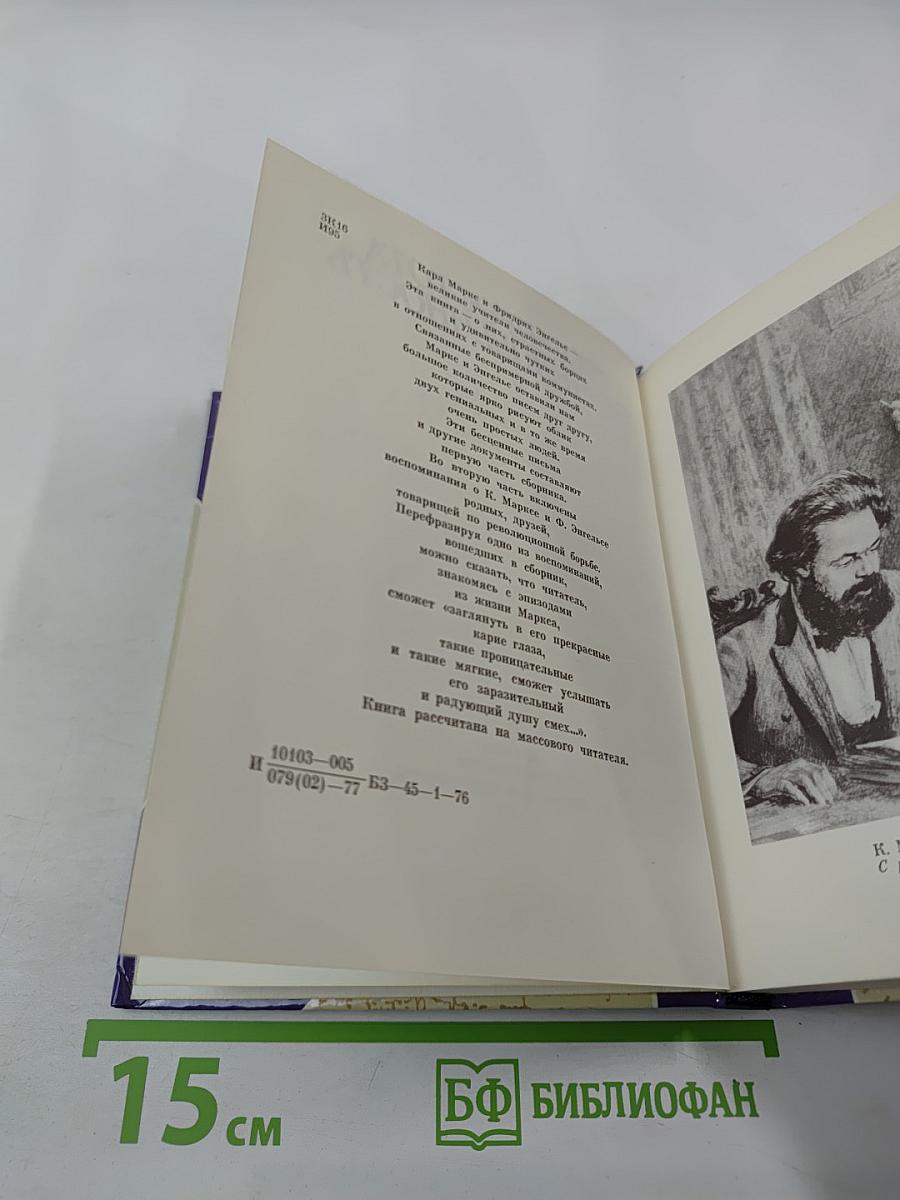 3К16
И95
Карл Маркс и Фридрих Энгельс —
великие учители человечества.
Эта книга — о них, страстных борцах
и удивительно чутких
в отношениях с товарищами коммунистах.
Связанные беспримерной дружбой,
Маркс и Энгельс оставили нам
большое количество писем друг другу,
которые ярко рисуют облик
двух гениальных и в то же время
очень простых людей.
Эти бесценные письма
и другие документы составляют
первую часть сборника.
Во вторую часть включены
воспоминания о К. Марксе и Ф. Энгельсе
родных, друзей,
товарищей по революционной борьбе.
Перефразируя одно из воспоминаний,
вошедших в сборник,
можно сказать, что читатель,
знакомясь с эпизодами
из жизни Маркса,
сможет «заглянуть в его прекрасные
карие глаза,
такие проницательные
и такие мягкие, сможет услышать
его заразительный
и радующий душу смех...».
Книга рассчитана на массового читателя.
И 10103—005
079(02)—77 БЗ—45—1—76
К.
С
15 см
БФ БИБЛИОФАН